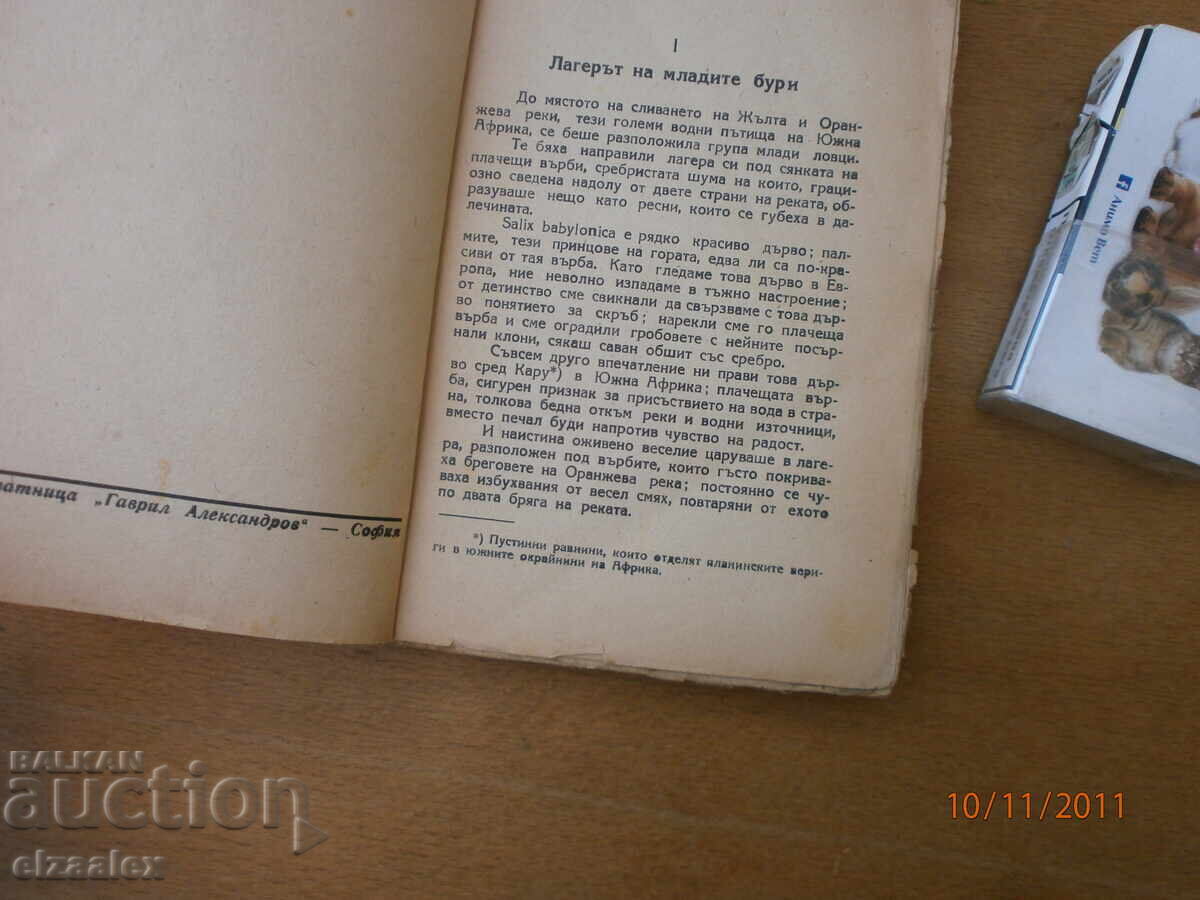 I
Лагерът на младите бури
До мястото на сливането на Жълта и Оран-
жева реки, тези големи водни пътища на Южна
Африка, се беше разположила група млади ловци.
Те бяха направили лагера си под сянката на
плачещи върби, сребристата шума на които, граци-
озно сведена надолу от двете страни на реката, об-
разуваше нещо като ресни, които се губеха в да-
лечината.
Salix babylonica е рядко красиво дърво; пал-
мите, тези принцове на гората, едва ли са по-кра-
сиви от тая върба. Като гледаме това дърво в Ев-
ропа, ние неволно изпадаме в тъжно настроение;
от детинство сме свикнали да свързваме с това дър-
во понятието за скръб; нарекли сме го плачеща
върба и сме оградили гробовете с нейните посър-
нали клони, сякаш саван обшит със сребро.
Съвсем друго впечатление ни прави това дър-
во сред Кару*) в Южна Африка; плачещата вър-
ба, сигурен признак за присъствието на вода в стра-
на, толкова бедна откъм реки и водни източници,
вместо печал буди напротив чувство на радост.
И наистина оживено веселие царуваше в лаге-
ра, разположен под върбите, които гъсто покрива-
ха бреговете на Оранжева река; постоянно се чу-
ваха избухвания от весел смях, повтаряни от ехото
по двата бряга на реката.
*) Пустинни равнини, които отделят планинските вери-
ги в южните окрайнини на Африка.
„Гаврил Александров“ — София
Анимо Вет
BALKAN
auction
elzaalex
10/11/2011